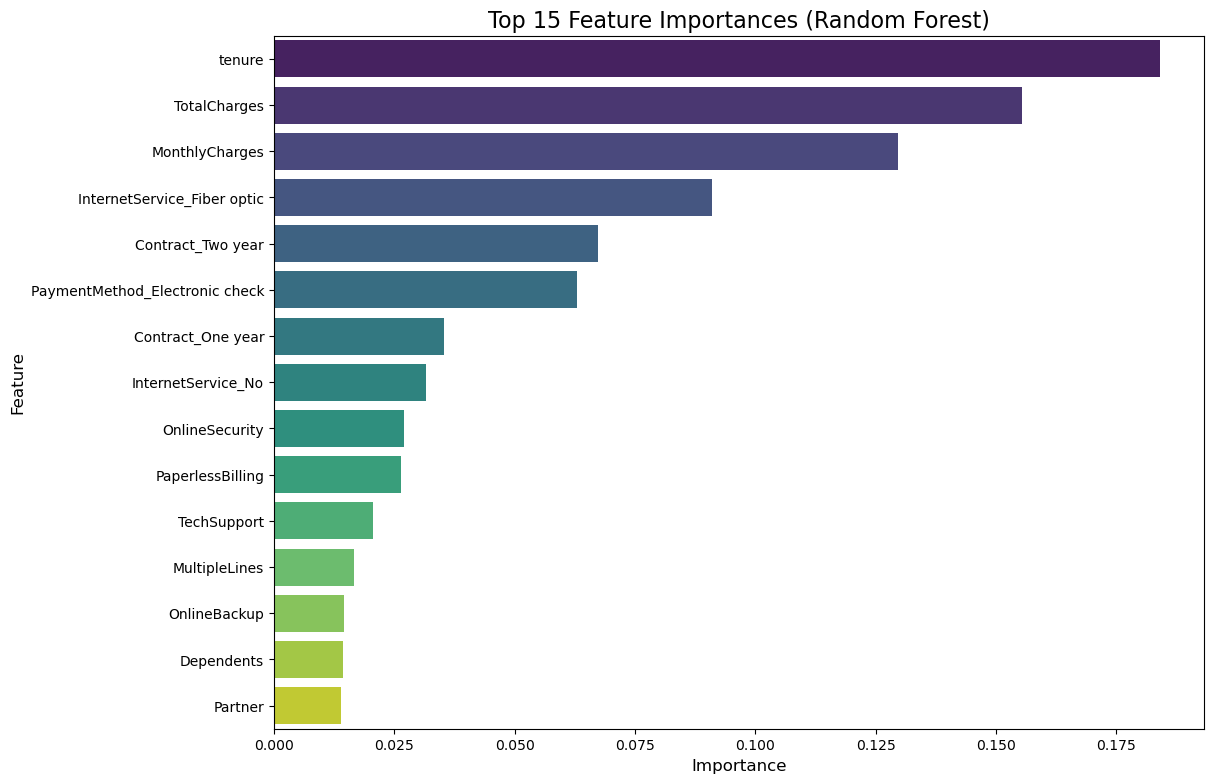 Top 15 Feature Importances (Random Forest)
tenure
TotalCharges
MonthlyCharges
InternetService_Fiber optic
Contract_Two year
PaymentMethod_Electronic check
Contract_One year
InternetService_No
OnlineSecurity
PaperlessBilling
TechSupport
MultipleLines
OnlineBackup
Dependents
Partner
Feature
0.000 0.025 0.050 0.075 0.100 0.125 0.150 0.175
Importance